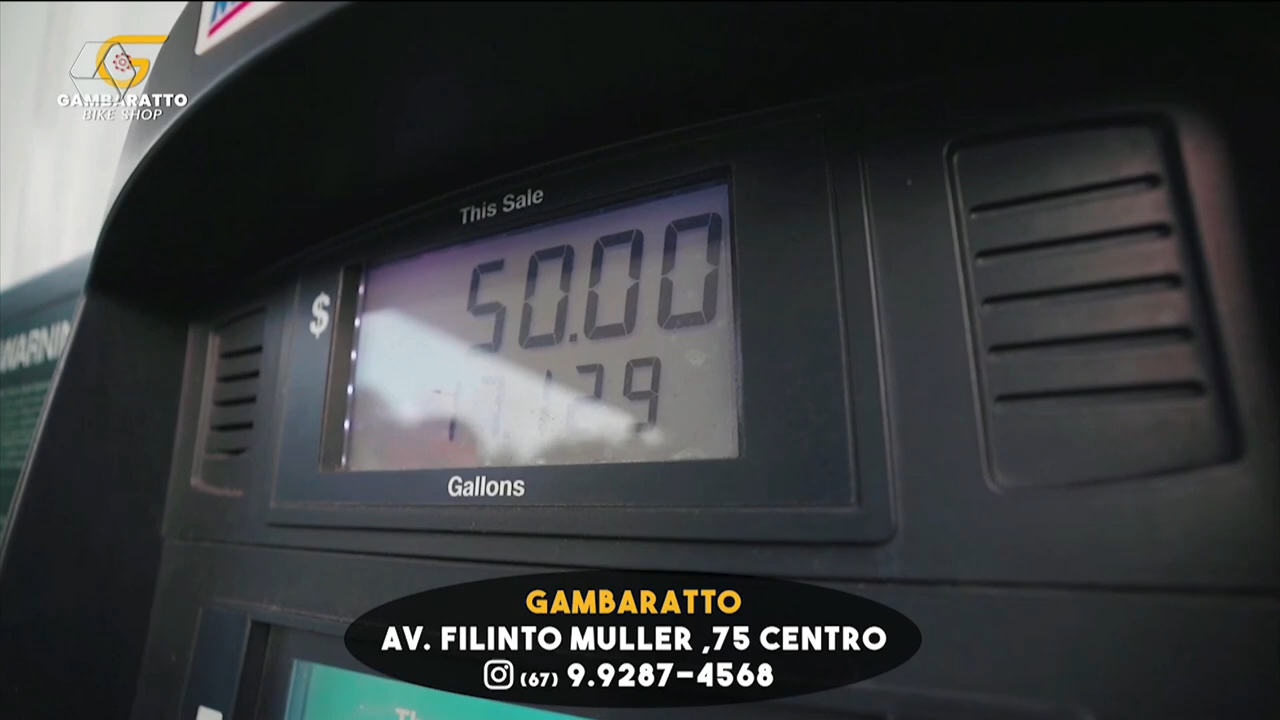 GAMBARATTO
BIKE SHOP
This Sale
$
50.00
Gallons
GAMBARATTO
AV. FILINTO MULLER ,75 CENTRO
(67) 9.9287-4568